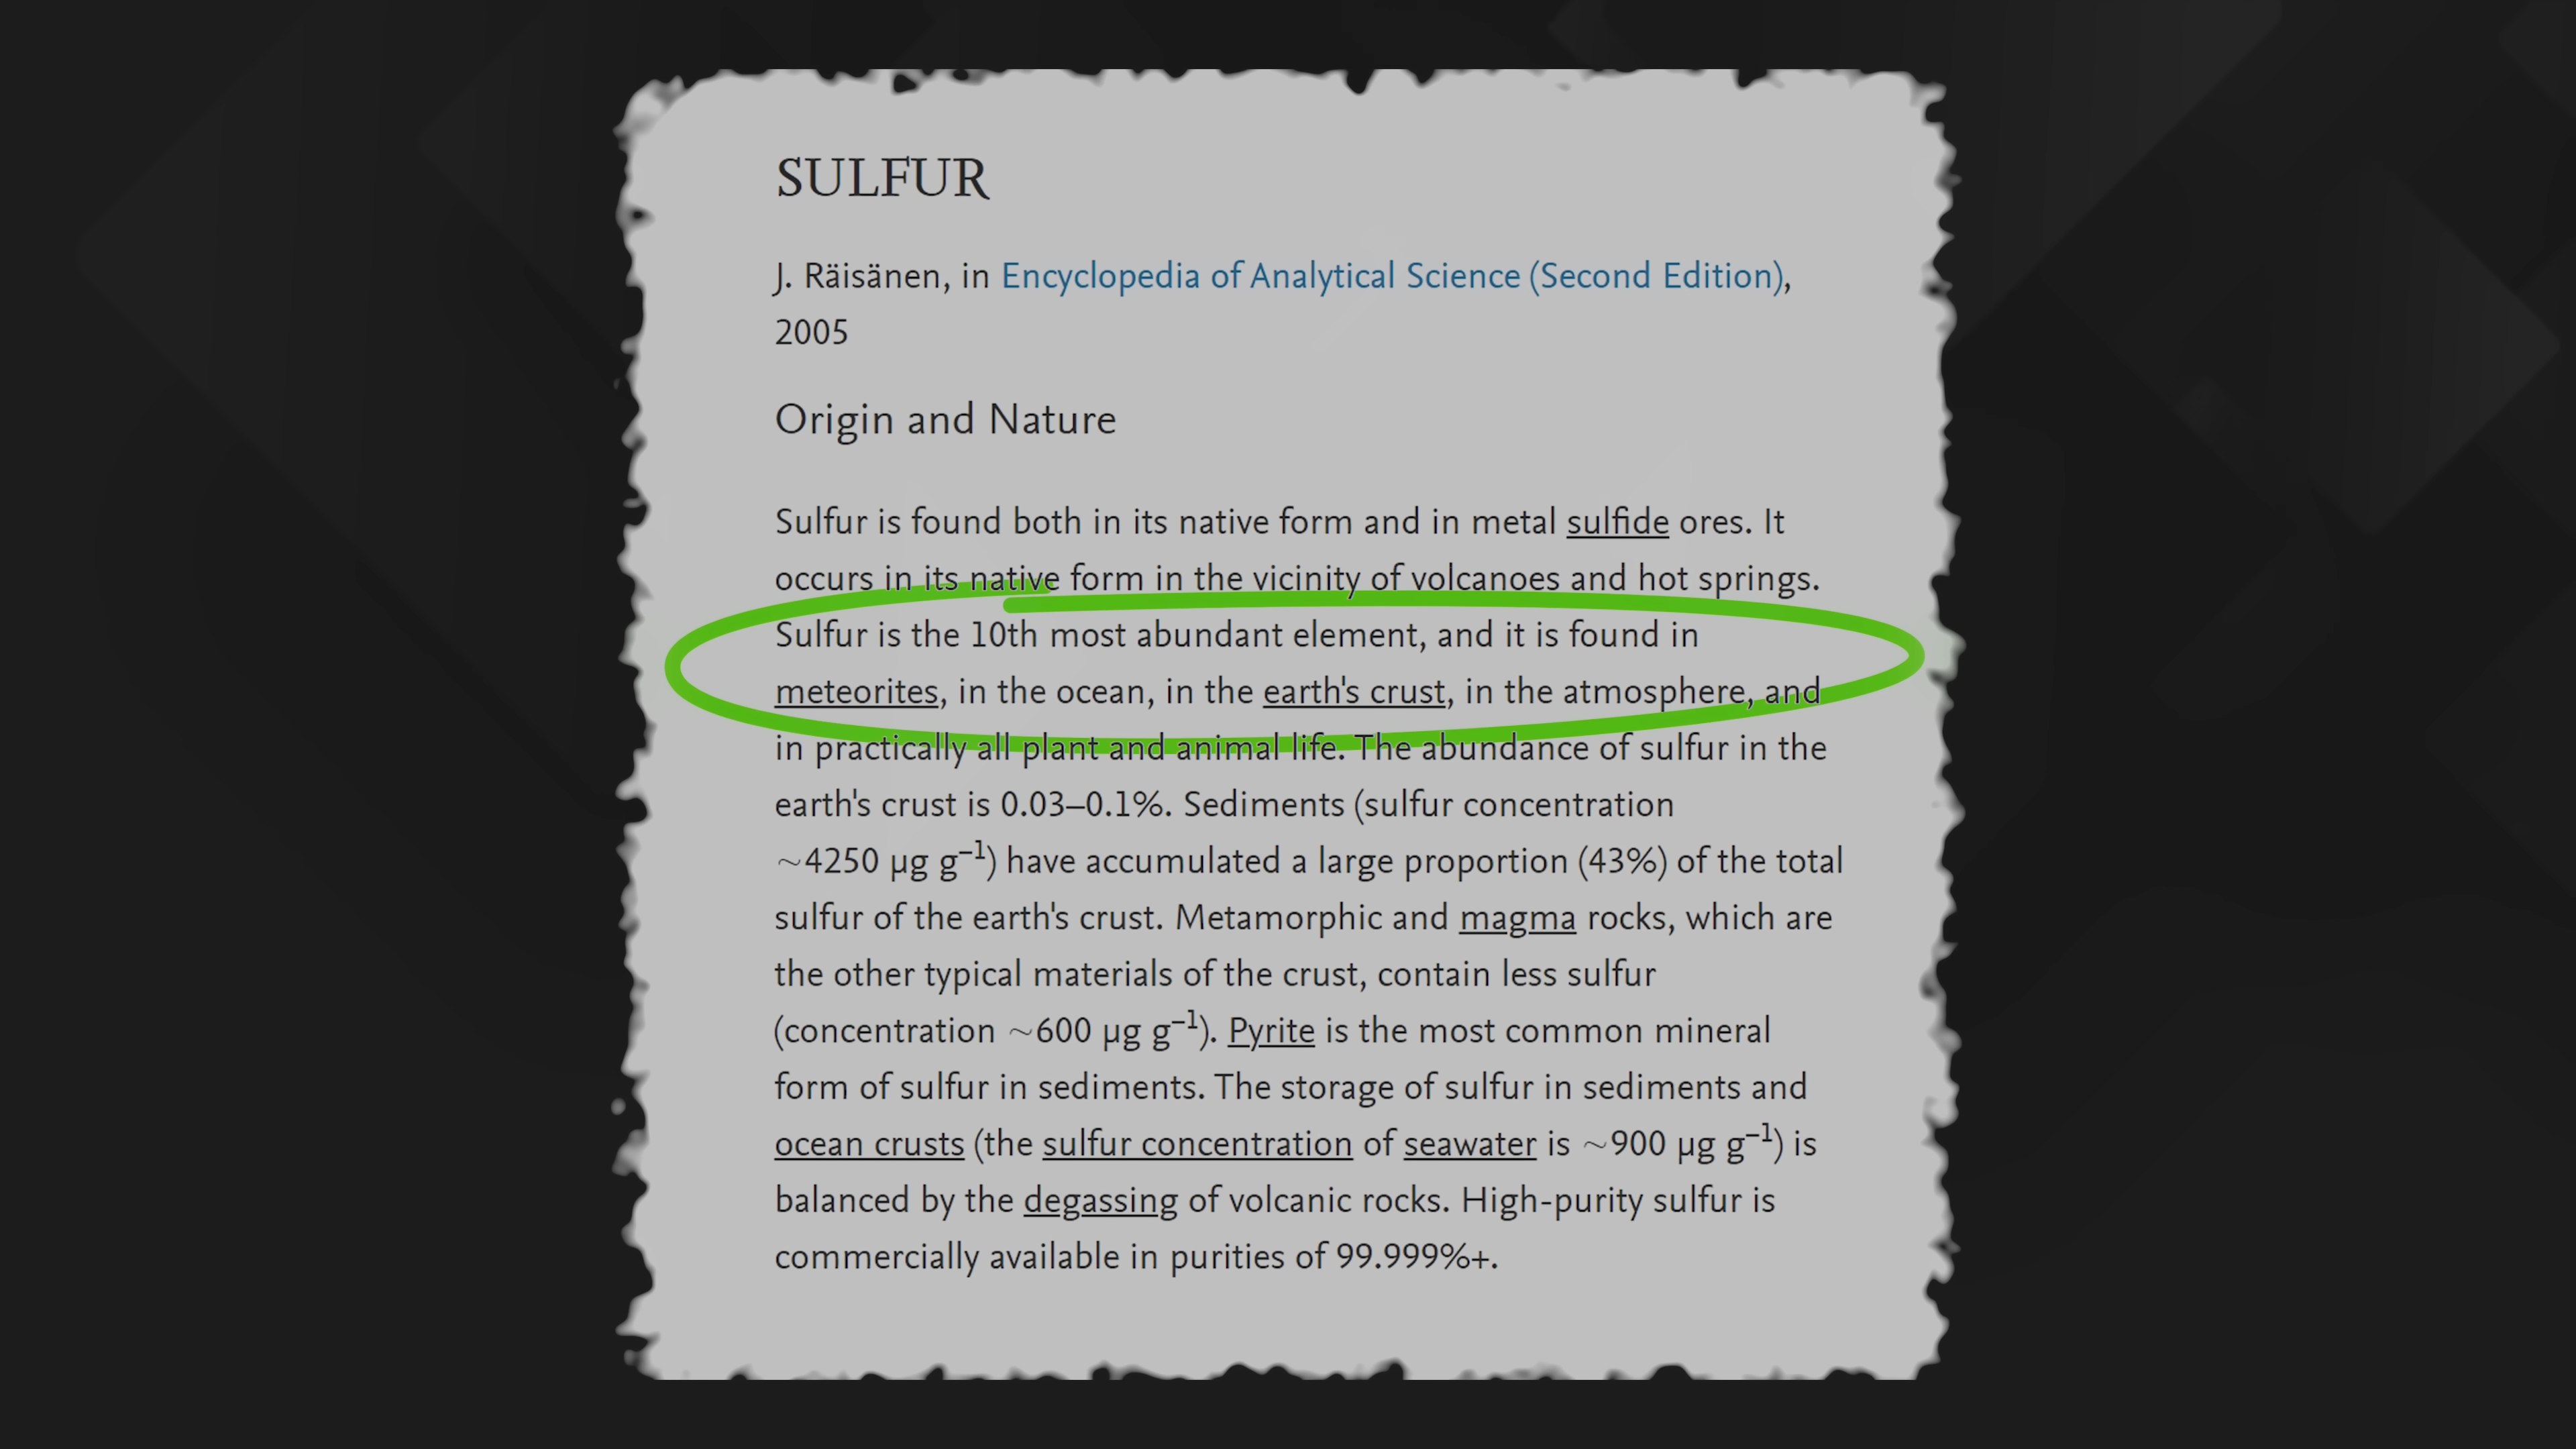 SULFUR
J. Räisänen, in Encyclopedia of Analytical Science (Second Edition),
2005
Origin and Nature
Sulfur is found both in its native form and in metal sulfide ores. It
occurs in its native form in the vicinity of volcanoes and hot springs.
Sulfur is the 10th most abundant element, and it is found in
meteorites, in the ocean, in the earth's crust, in the atmosphere, and
in practically all plant and animal life. The abundance of sulfur in the
earth's crust is 0.03–0.1%. Sediments (sulfur concentration
∼4250 μg g⁻¹) have accumulated a large proportion (43%) of the total
sulfur of the earth's crust. Metamorphic and magma rocks, which are
the other typical materials of the crust, contain less sulfur
(concentration ∼600 μg g⁻¹). Pyrite is the most common mineral
form of sulfur in sediments. The storage of sulfur in sediments and
ocean crusts (the sulfur concentration of seawater is ∼900 μg g⁻¹) is
balanced by the degassing of volcanic rocks. High-purity sulfur is
commercially available in purities of 99.999%+.